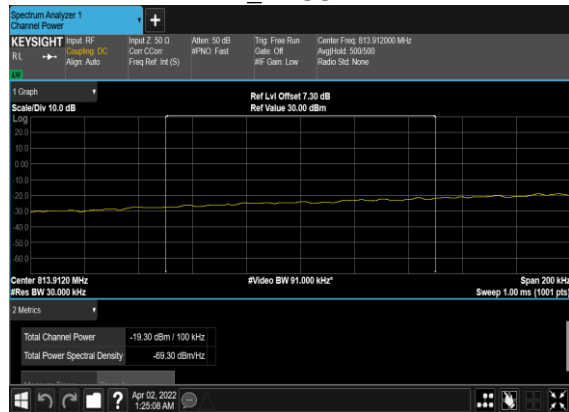 Spectrum Analyzer 1
Channel Power
KEYSIGHT
RL
Input: RF
Coupling: DC
Align: Auto
Input Z: 50 Ω
Corr CCorr
Freq Ref: Int (S)
Atten: 50 dB
#PNO: Fast
Trig: Free Run
Gate: Off
#IF Gain: Low
Center Freq: 813.912000 MHz
Avg|Hold: 500/500
Radio Std: None
1 Graph
Scale/Div 10.0 dB
Ref Lvl Offset 7.30 dB
Ref Value 30.00 dBm
Log
20.0
10.0
0.00
-10.0
-20.0
-30.0
-40.0
-50.0
-60.0
Center 813.9120 MHz
#Res BW 30.000 kHz
#Video BW 91.000 kHz*
Span 200 kHz
Sweep 1.00 ms (1001 pts)
2 Metrics
Total Channel Power -19.30 dBm / 100 kHz
Total Power Spectral Density -69.30 dBm/Hz
Apr 02, 2022
1:25:08 AM